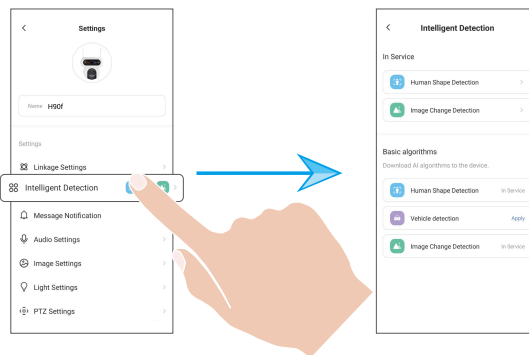 Settings
Name H90f
Settings
Linkage Settings
Intelligent Detection
Message Notification
Audio Settings
Image Settings
Light Settings
PTZ Settings
Intelligent Detection
In Service
Human Shape Detection
Image Change Detection
Basic algorithms
Download AI algorithms to the device.
Human Shape Detection In Service
Vehicle detection Apply
Image Change Detection In Service